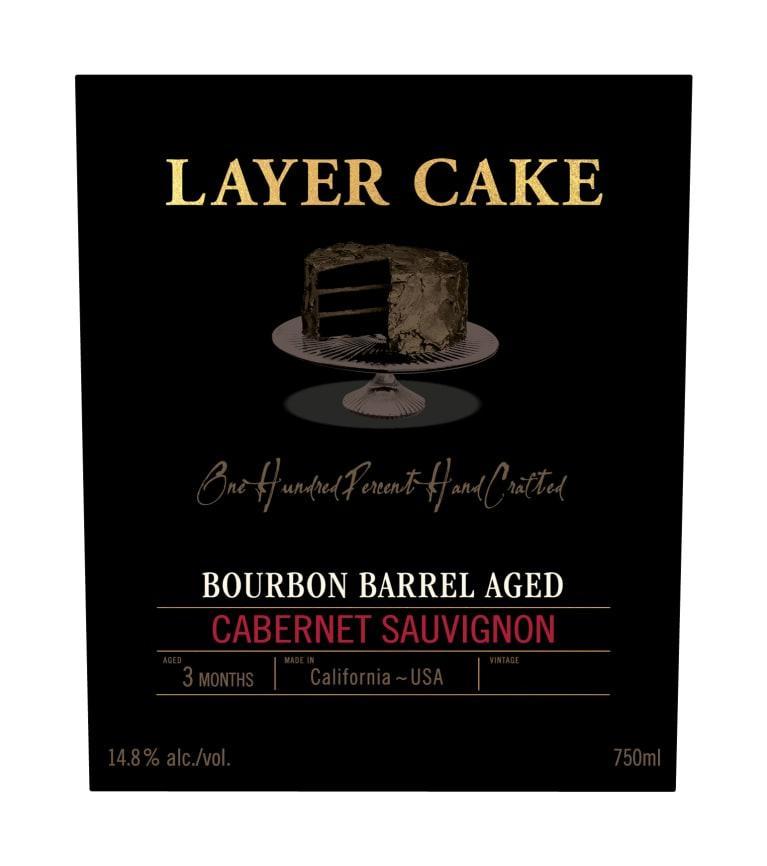 LAYER CAKE
One Hundred Percent Hand Crafted
BOURBON BARREL AGED
CABERNET SAUVIGNON
AGED 3 MONTHS MADE IN California ~ USA VINTAGE
14.8% alc./vol. 750ml